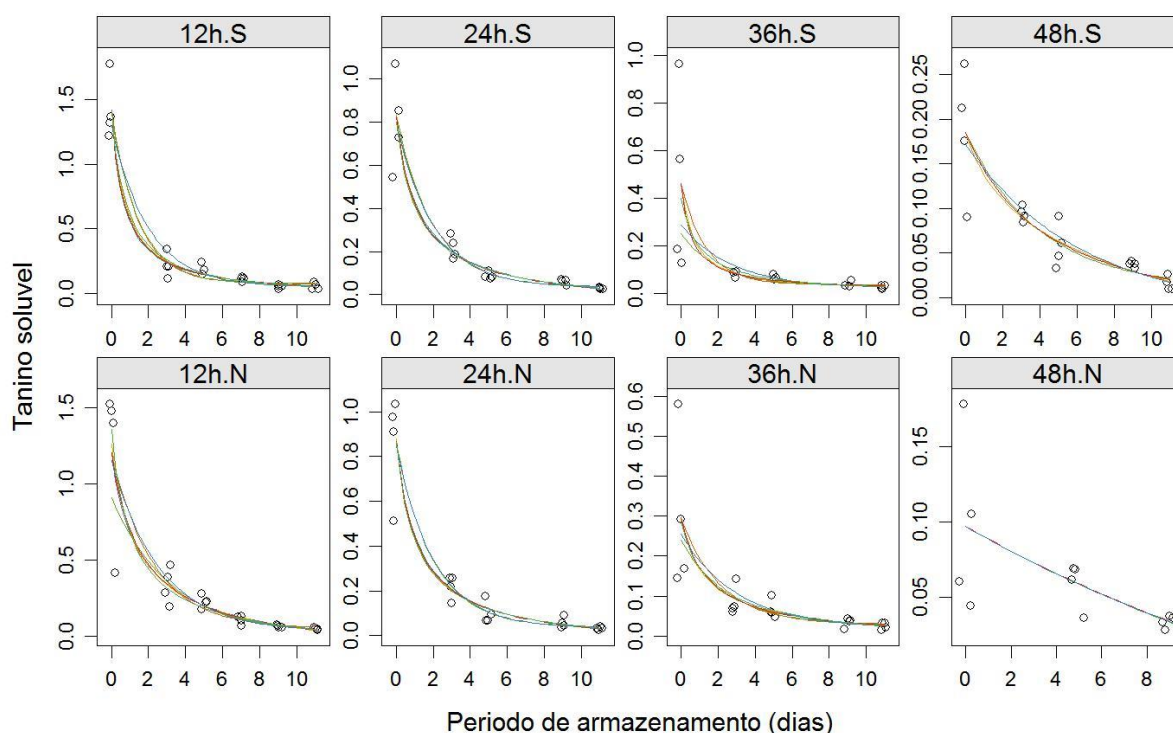 12h.S 24h.S 36h.S 48h.S
0.0 0.5 1.0 1.5
0.0 0.2 0.4 0.6 0.8 1.0
0.0 0.2 0.4 0.6 0.8 1.0
0.00 0.05 0.10 0.15 0.20 0.25
0 2 4 6 8 10 0 2 4 6 8 10 0 2 4 6 8 10 0 2 4 6 8 10
Tanino soluvel
12h.N 24h.N 36h.N 48h.N
0.0 0.5 1.0 1.5
0.0 0.2 0.4 0.6 0.8 1.0
0.0 0.1 0.2 0.3 0.4 0.5 0.6
0.05 0.10 0.15
0 2 4 6 8 10 0 2 4 6 8 10 0 2 4 6 8 10 0 2 4 6 8
Periodo de armazenamento (dias)